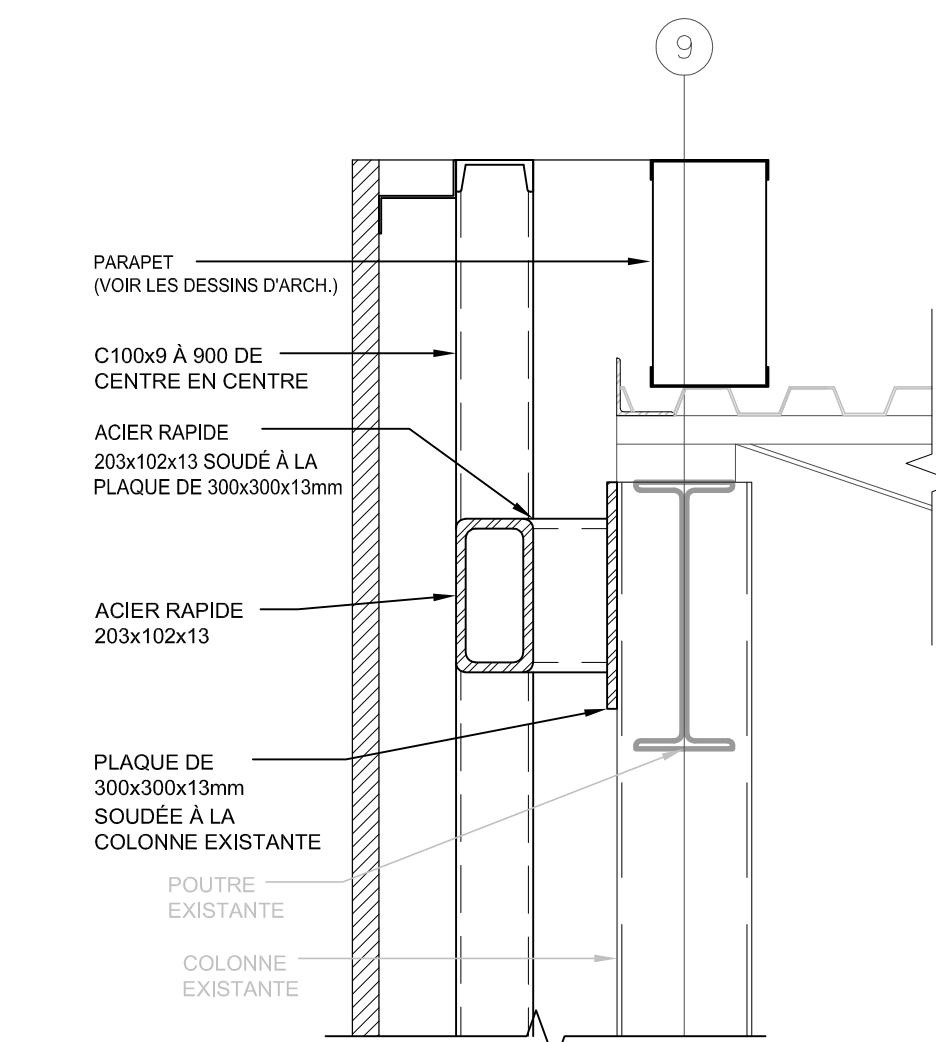 9
PARAPET
(VOIR LES DESSINS D'ARCH.)
C100x9 À 900 DE
CENTRE EN CENTRE
ACIER RAPIDE
203x102x13 SOUDÉ À LA
PLAQUE DE 300x300x13mm
ACIER RAPIDE
203x102x13
PLAQUE DE
300x300x13mm
SOUDÉE À LA
COLONNE EXISTANTE
POUTRE
EXISTANTE
COLONNE
EXISTANTE